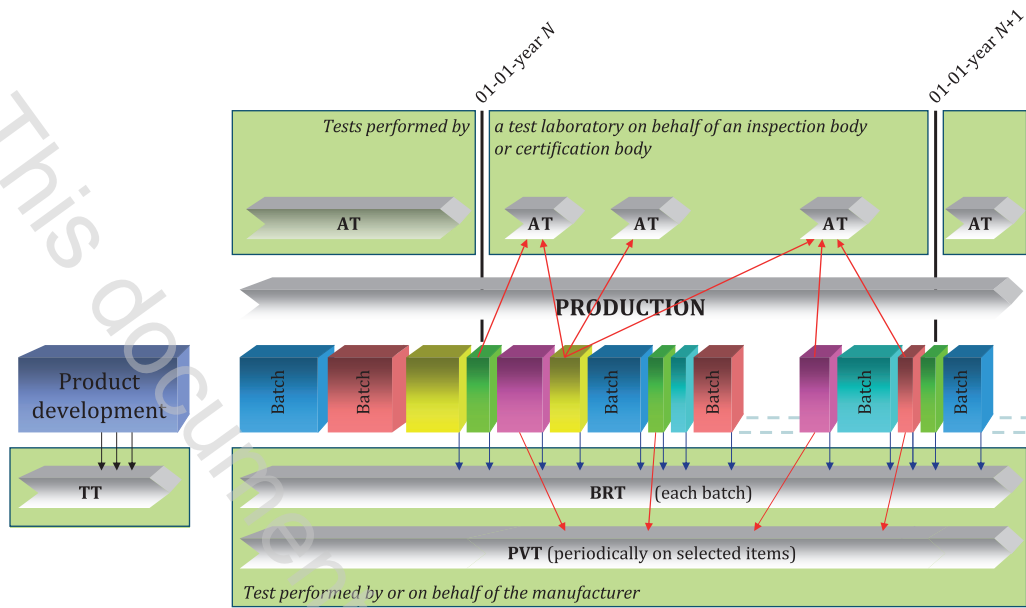 01-01-year N
01-01-year N+1
Tests performed by
a test laboratory on behalf of an inspection body
or certification body
AT
AT
AT
AT
AT
PRODUCTION
Product
development
Batch
Batch
Batch
Batch
Batch
Batch
TT
BRT (each batch)
PVT (periodically on selected items)
Test performed by or on behalf of the manufacturer
This document